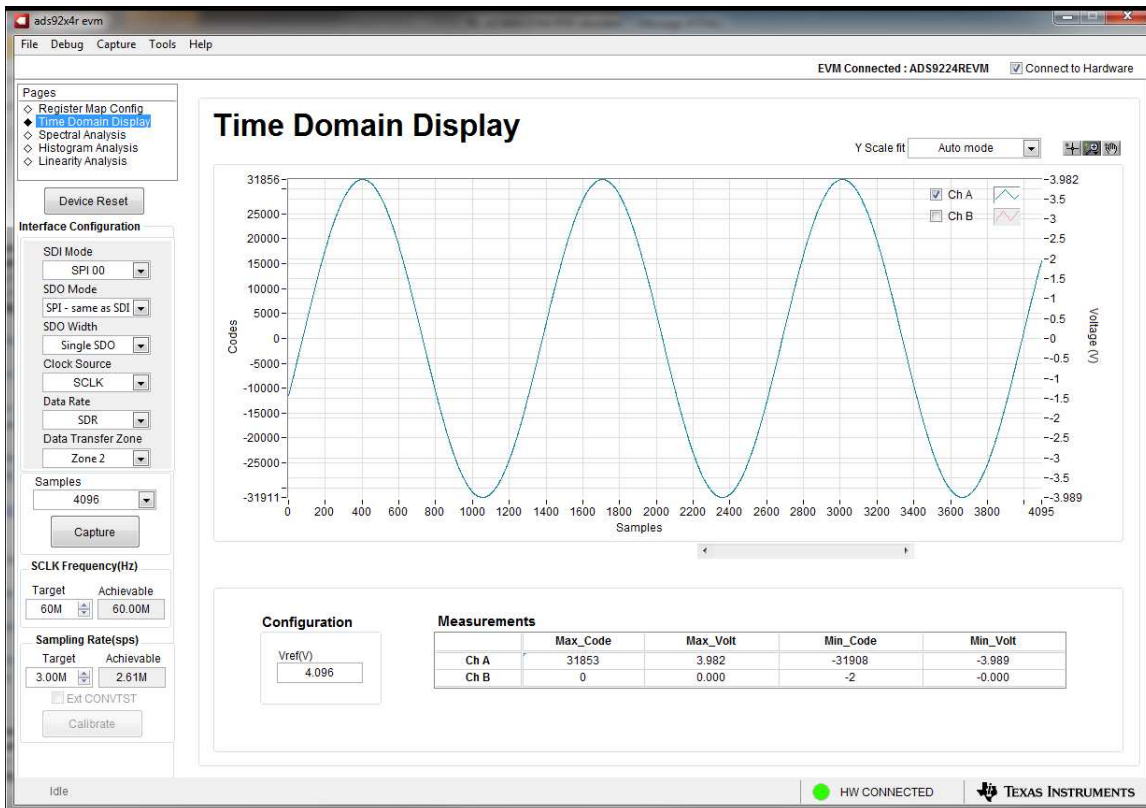 ads92x4r evm
File Debug Capture Tools Help
EVM Connected : ADS9224REVM Connect to Hardware
Pages
Register Map Config
Time Domain Display
Spectral Analysis
Histogram Analysis
Linearity Analysis
Device Reset
Interface Configuration
SDI Mode
SPI 00
SDO Mode
SPI - same as SDI
SDO Width
Single SDO
Clock Source
SCLK
Data Rate
SDR
Data Transfer Zone
Zone 2
Samples
4096
Capture
SCLK Frequency(Hz)
Target Achievable
60M 60.00M
Sampling Rate(sps)
Target Achievable
3.00M 2.61M
Ext CONVTST
Calibrate
Time Domain Display
Y Scale fit Auto mode
Ch A
Ch B
Codes
31856
25000
20000
15000
10000
5000
0
-5000
-10000
-15000
-20000
-25000
-31911
Voltage (V)
3.982
3.5
3
2.5
2
1.5
1
0.5
0
-0.5
-1
-1.5
-2
-2.5
-3
-3.5
-3.989
0 200 400 600 800 1000 1200 1400 1600 1800 2000 2200 2400 2600 2800 3000 3200 3400 3600 3800 4095
Samples
Configuration
Vref(V)
4.096
Measurements
Max_Code Max_Volt Min_Code Min_Volt
Ch A 31853 3.982 -31908 -3.989
Ch B 0 0.000 -2 -0.000
Idle
HW CONNECTED
TEXAS INSTRUMENTS